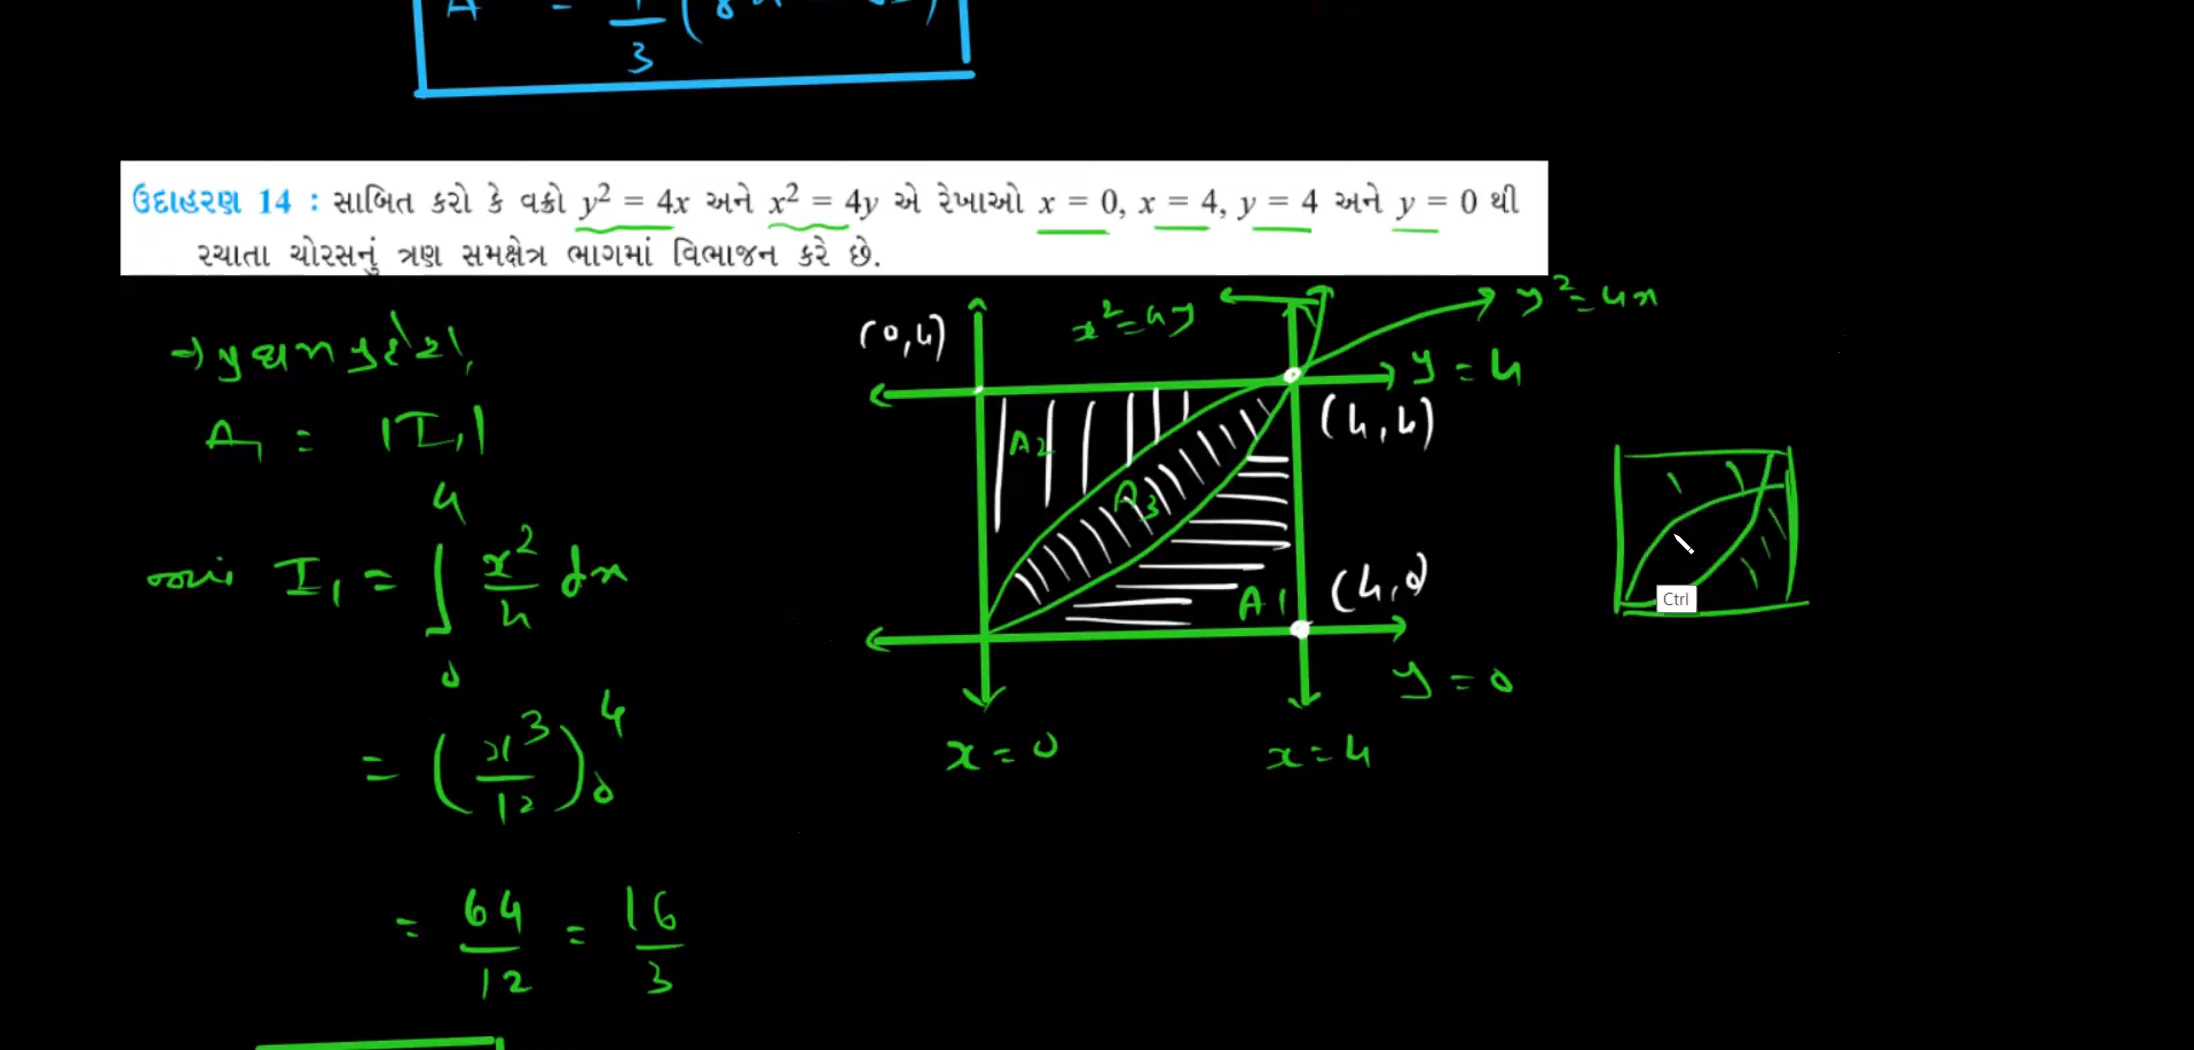 3
ઉદાહરણ 14 : સાબિત કરો કે વક્રો y² = 4x અને x² = 4y એ રેખાઓ x = 0, x = 4, y = 4 અને y = 0 થી
રચાતા ચોરસનું ત્રણ સમક્ષેત્ર ભાગમાં વિભાજન કરે છે.
(0,4)
x² = 4y
y² = 4x
y = 4
(4,4)
A2
A3
A1
(4,0)
y = 0
x = 0
x = 4
Ctrl
A₁ = |I₁|
I₁ = ∫₀⁴ x²/4 dx
= (x³/12)₀⁴
= 64/12 = 16/3